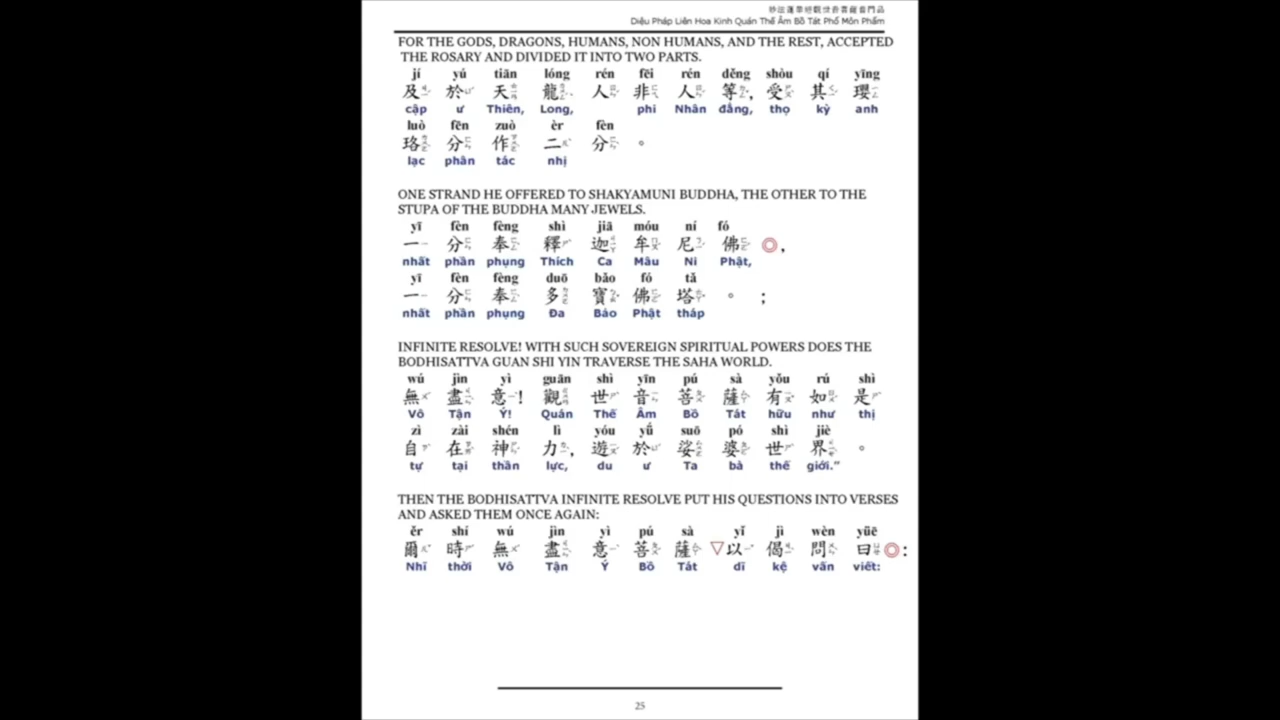 妙法蓮華經觀世音菩薩普門品
Diệu Pháp Liên Hoa Kinh Quán Thế Âm Bồ Tát Phổ Môn Phẩm
FOR THE GODS, DRAGONS, HUMANS, NON HUMANS, AND THE REST, ACCEPTED
THE ROSARY AND DIVIDED IT INTO TWO PARTS.
jí yú tiān lóng rén fēi rén děng shòu qí yīng
及 於 天 龍 人 非 人 等, 受 其 瓔
cập ư Thiên, Long, phi Nhân đẳng, thọ kỳ anh
luò fēn zuò èr fèn
珞 分 作 二 分 。
lạc phân tác nhị
ONE STRAND HE OFFERED TO SHAKYAMUNI BUDDHA, THE OTHER TO THE
STUPA OF THE BUDDHA MANY JEWELS.
yī fèn fèng shì jiā móu ní fó
一 分 奉 釋 迦 牟 尼 佛 ◎,
nhất phần phụng Thích Ca Mâu Ni Phật,
yī fèn fèng duō bǎo fó tǎ
一 分 奉 多 寶 佛 塔 。 ;
nhất phần phụng Đa Bảo Phật tháp
INFINITE RESOLVE! WITH SUCH SOVEREIGN SPIRITUAL POWERS DOES THE
BODHISATTVA GUAN SHI YIN TRAVERSE THE SAHA WORLD.
wú jìn yì guān shì yīn pú sà yǒu rú shì
無 盡 意! 觀 世 音 菩 薩 有 如 是
Vô Tận Ý! Quán Thế Âm Bồ Tát hữu như thị
zì zài shén lì yóu yǘ suō pó shì jiè
自 在 神 力, 遊 於 娑 婆 世 界 。
tự tại thần lực, du ư Ta bà thế giới.”
THEN THE BODHISATTVA INFINITE RESOLVE PUT HIS QUESTIONS INTO VERSES
AND ASKED THEM ONCE AGAIN:
ěr shí wú jìn yì pú sà yǐ jì wèn yüē
爾 時 無 盡 意 菩 薩 ▽以 偈 問 曰◎:
Nhĩ thời Vô Tận Ý Bồ Tát dĩ kệ vấn viết:
25